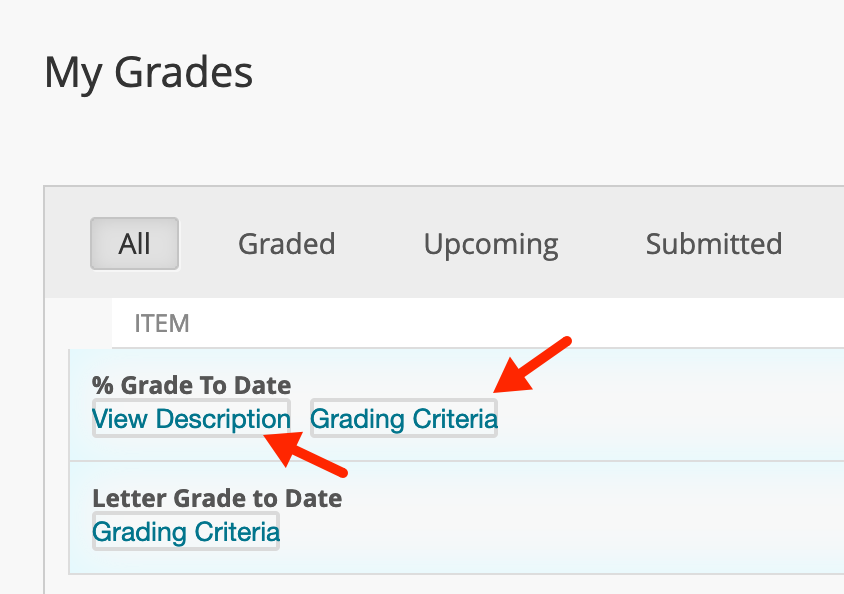 My Grades
All Graded Upcoming Submitted
ITEM
% Grade To Date
View Description Grading Criteria
Letter Grade to Date
Grading Criteria